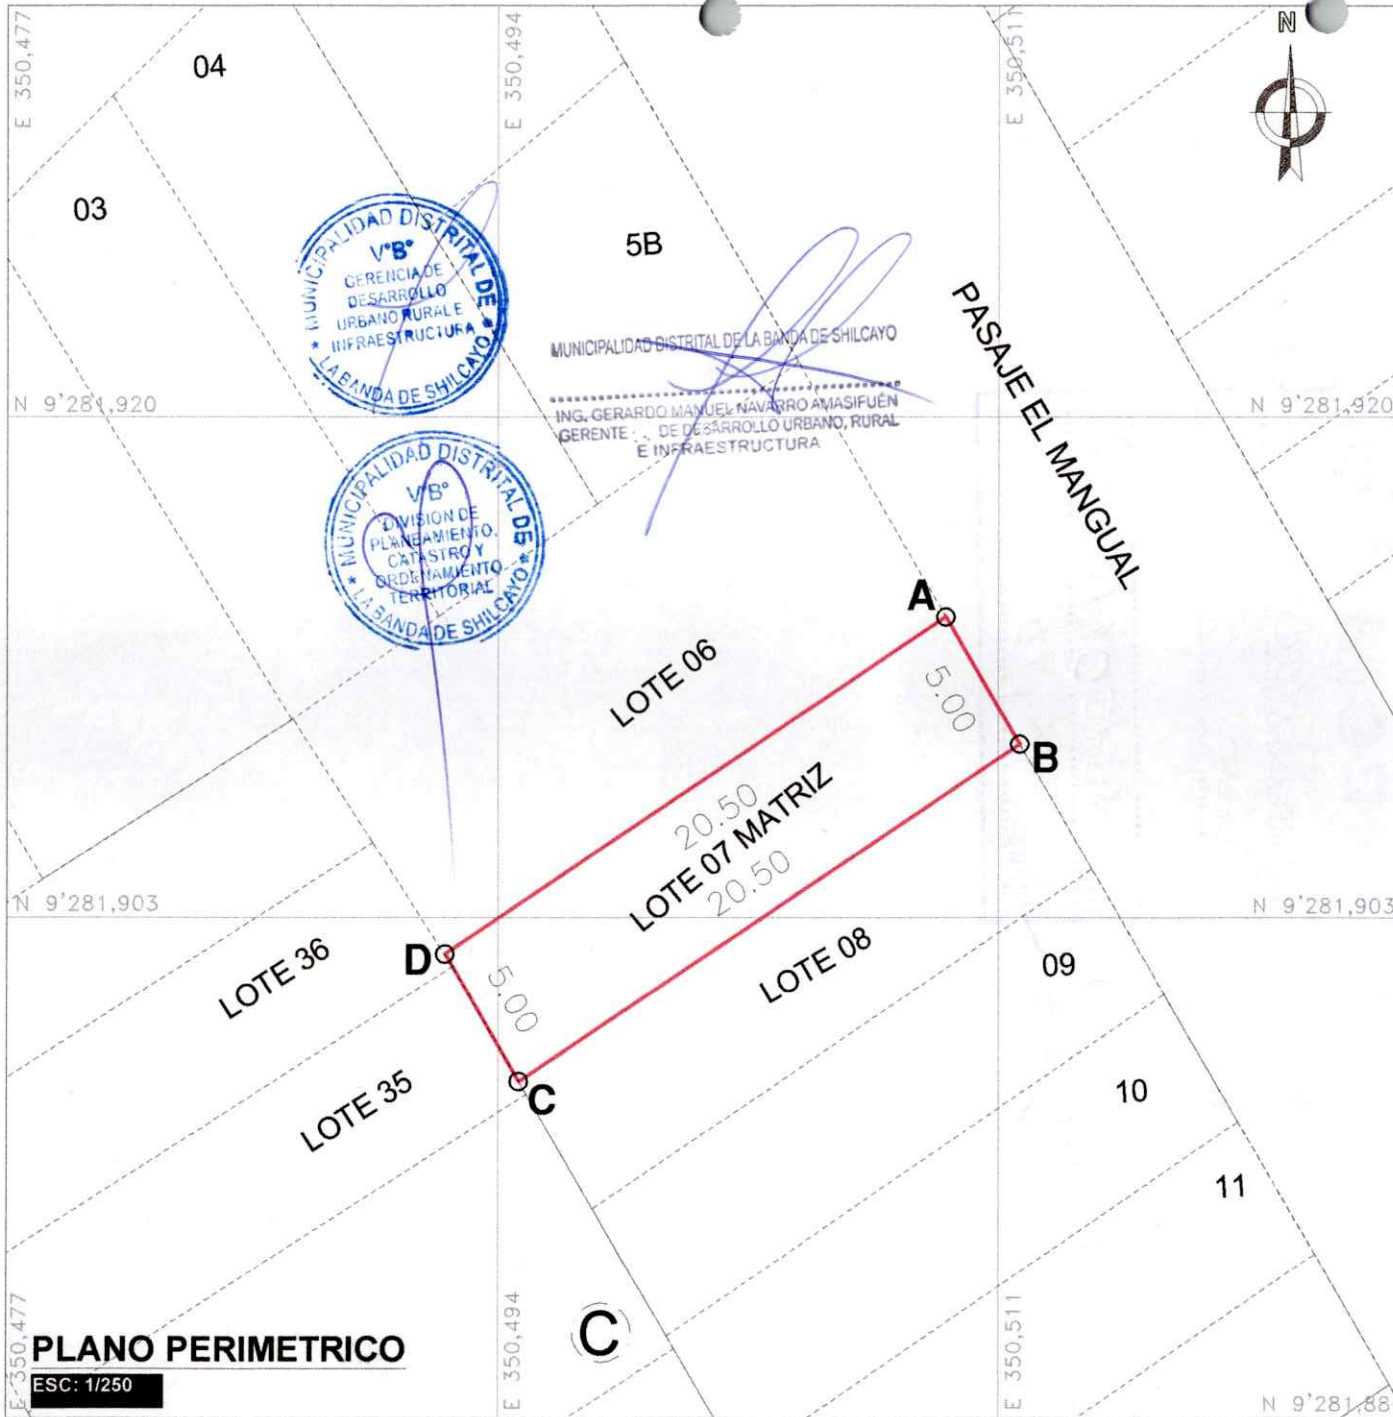 E 350,477
E 350,494
E 350,511
N
04
03
5B
MUNICIPALIDAD DISTRITAL DE
V°B°
GERENCIA DE
DESARROLLO
URBANO RURAL E
INFRAESTRUCTURA
* LA BANDA DE SHILCAYO *
MUNICIPALIDAD DISTRITAL DE LA BANDA DE SHILCAYO
ING. GERARDO MANUEL NAVARRO AMASIFUÉN
GERENTE DE DESARROLLO URBANO, RURAL
E INFRAESTRUCTURA
PASAJE EL MANGUAL
N 9'281,920
N 9'281,920
MUNICIPALIDAD DISTRITAL DE
V°B°
DIVISION DE
PLANEAMIENTO,
CATASTRO Y
ORDENAMIENTO
TERRITORIAL
* LA BANDA DE SHILCAYO *
A
5.00
B
LOTE 06
20.50
LOTE 07 MATRIZ
20.50
N 9'281,903
N 9'281,903
D
5.00
C
LOTE 36
LOTE 35
LOTE 08
09
10
11
C
E 350,477
E 350,494
E 350,511
PLANO PERIMETRICO
ESC: 1/250
N 9'281,88